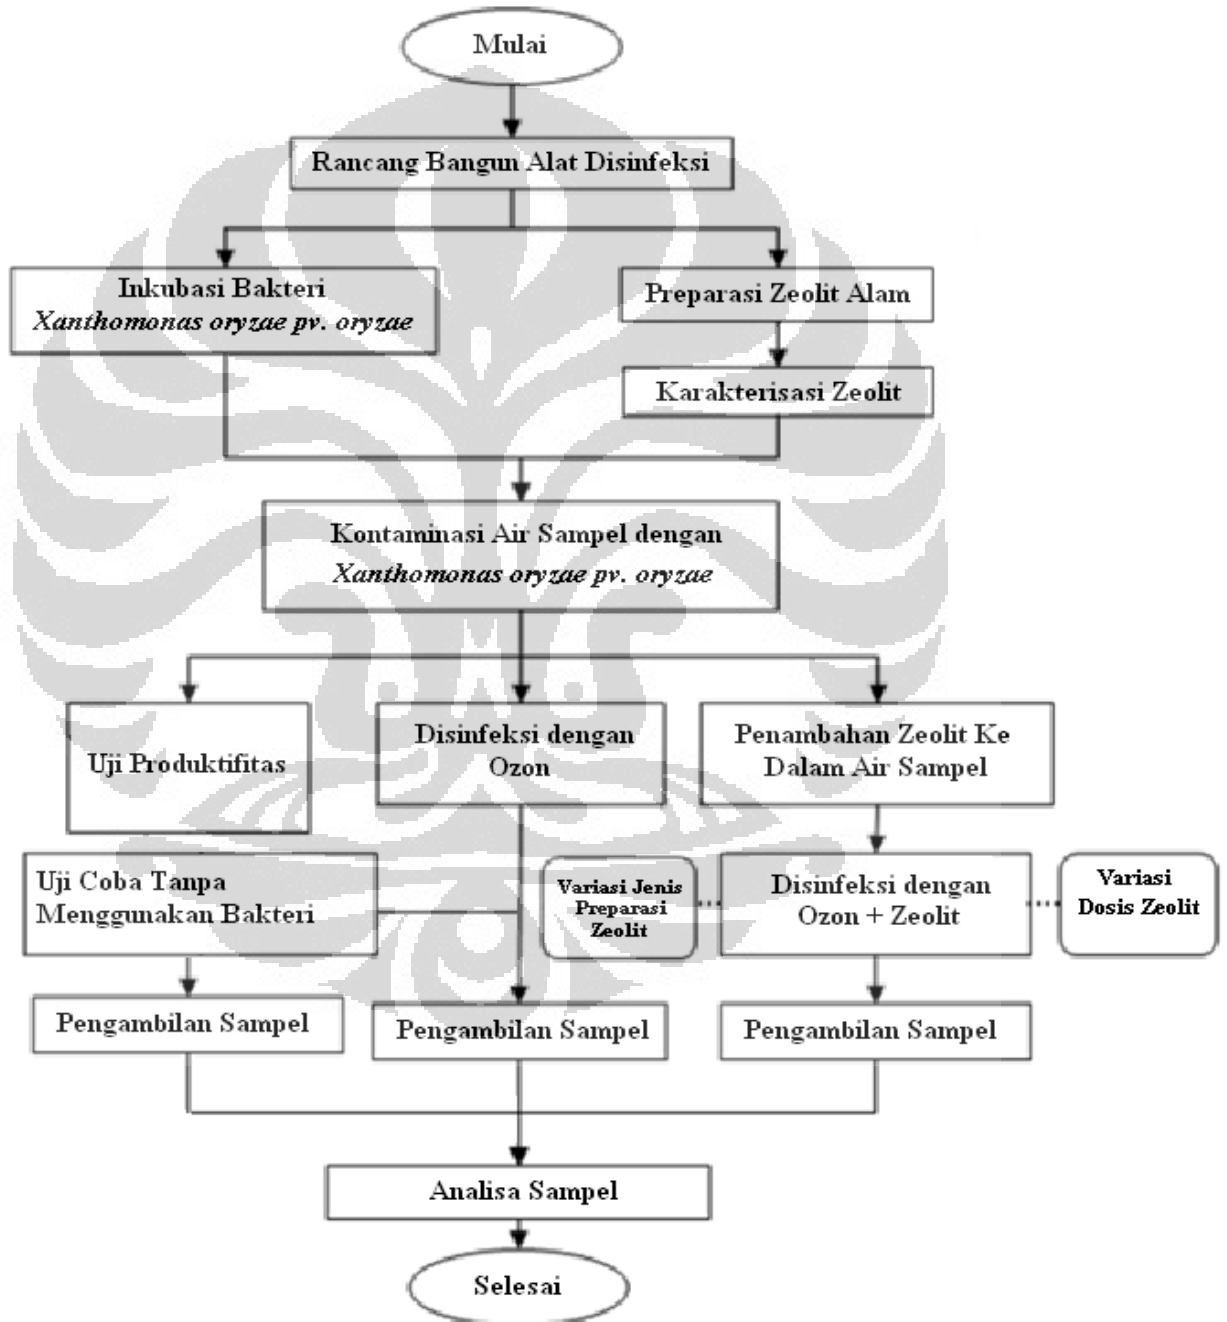 Mulai
Rancang Bangun Alat Disinfeksi
Inkubasi Bakteri
Xanthomonas oryzae pv. oryzae
Preparasi Zeolit Alam
Karakterisasi Zeolit
Kontaminasi Air Sampel dengan
Xanthomonas oryzae pv. oryzae
Uji Produktifitas
Disinfeksi dengan
Ozon
Penambahan Zeolit Ke
Dalam Air Sampel
Uji Coba Tanpa
Menggunakan Bakteri
Variasi Jenis
Preparasi
Zeolit
Disinfeksi dengan
Ozon + Zeolit
Variasi
Dosis Zeolit
Pengambilan Sampel
Pengambilan Sampel
Pengambilan Sampel
Analisa Sampel
Selesai